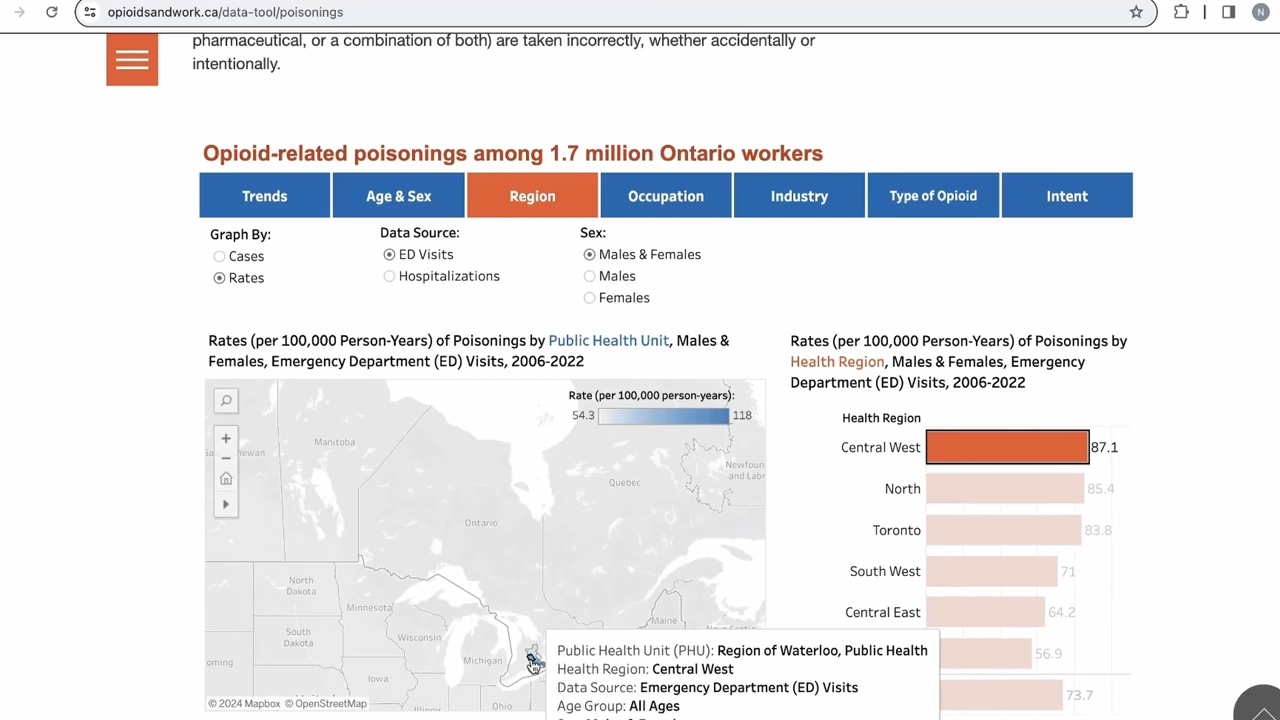 opioidsandwork.ca/data-tool/poisonings
N
pharmaceutical, or a combination of both) are taken incorrectly, whether accidentally or
intentionally.
Opioid-related poisonings among 1.7 million Ontario workers
Trends
Age & Sex
Region
Occupation
Industry
Type of Opioid
Intent
Graph By:
Cases
Rates
Data Source:
ED Visits
Hospitalizations
Sex:
Males & Females
Males
Females
Rates (per 100,000 Person-Years) of Poisonings by Public Health Unit, Males &
Females, Emergency Department (ED) Visits, 2006-2022
Rate (per 100,000 person-years):
54.3
118
Manitoba
Quebec
Newfoun
and Labr
Ontario
North
Dakota
Minnesota
South
Dakota
Wisconsin
Michigan
Maine
oming
Iowa
Ohio
© 2024 Mapbox © OpenStreetMap
Public Health Unit (PHU): Region of Waterloo, Public Health
Health Region: Central West
Data Source: Emergency Department (ED) Visits
Age Group: All Ages
Rates (per 100,000 Person-Years) of Poisonings by
Health Region, Males & Females, Emergency
Department (ED) Visits, 2006-2022
Health Region
Central West 87.1
North 85.4
Toronto 83.8
South West 71
Central East 64.2
56.9
73.7